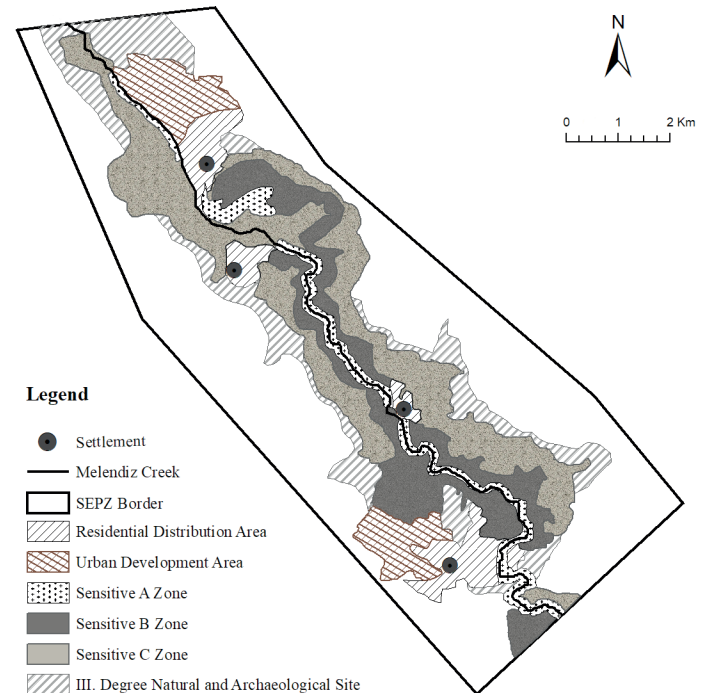 N
0 1 2 Km
Legend
Settlement
Melendiz Creek
SEPZ Border
Residential Distribution Area
Urban Development Area
Sensitive A Zone
Sensitive B Zone
Sensitive C Zone
III. Degree Natural and Archaeological Site